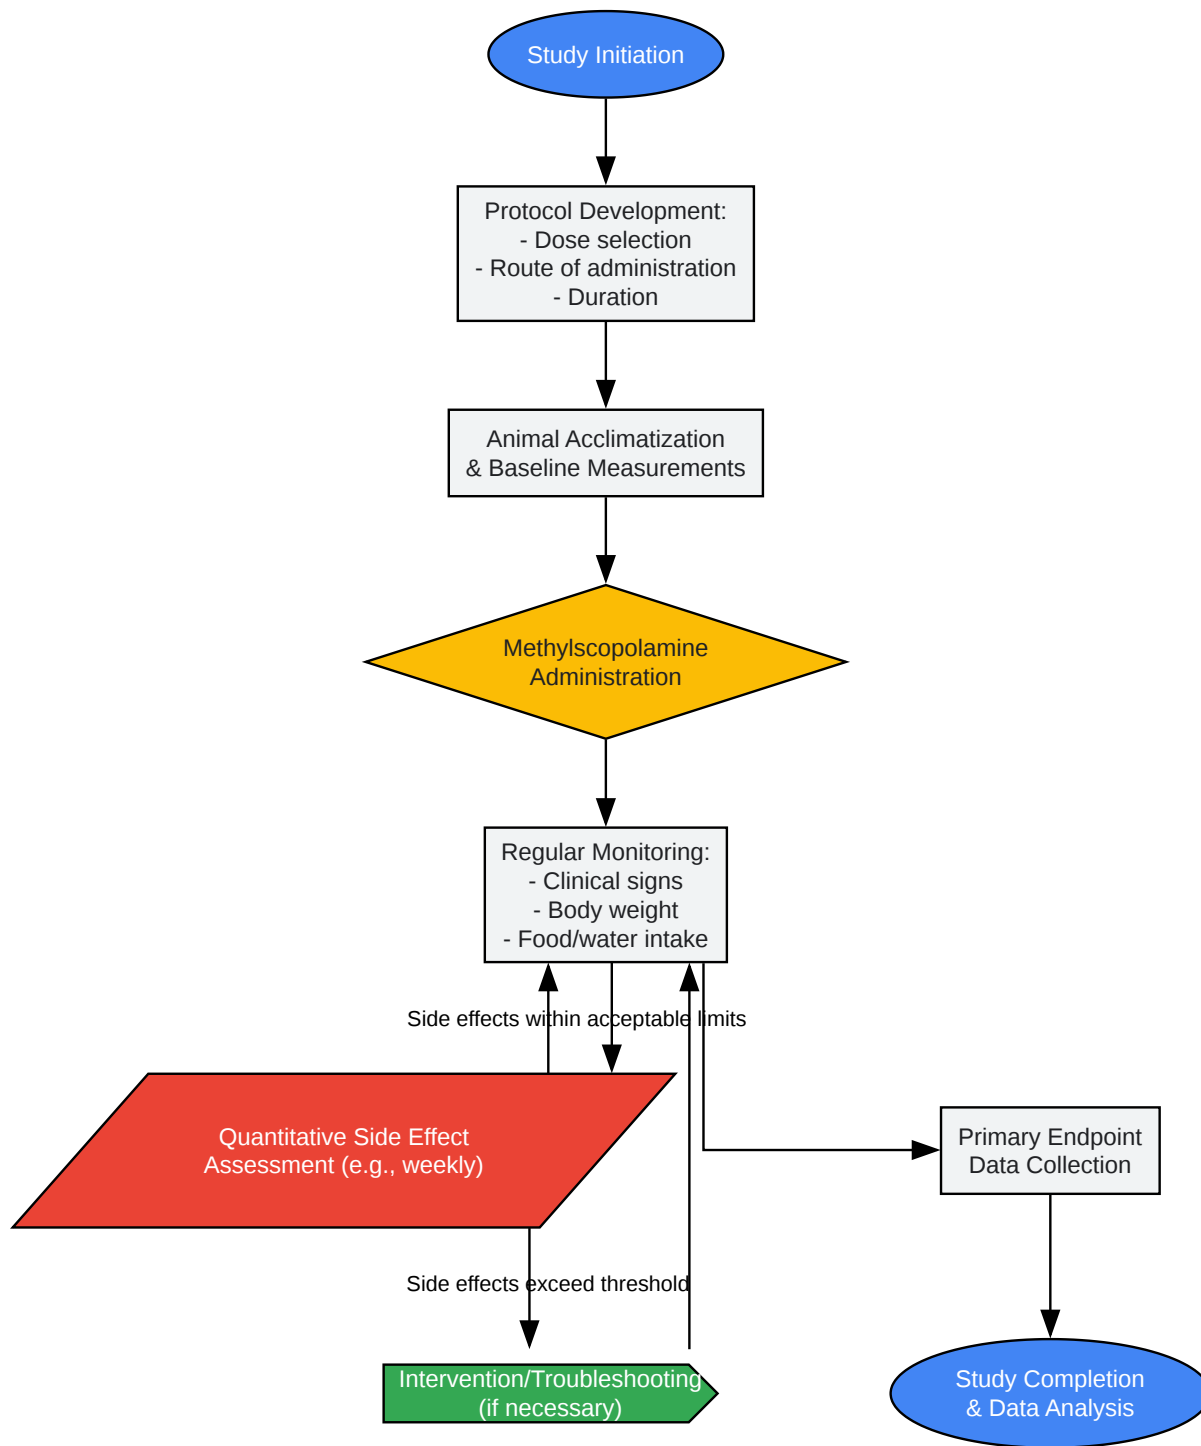 Study Initiation
Protocol Development:
- Dose selection
- Route of administration
- Duration
Animal Acclimatization
& Baseline Measurements
Methylscopolamine
Administration
Regular Monitoring:
- Clinical signs
- Body weight
- Food/water intake
Side effects within acceptable limits
Quantitative Side Effect
Assessment (e.g., weekly)
Primary Endpoint
Data Collection
Side effects exceed threshold
Intervention/Troubleshooting
(if necessary)
Study Completion
& Data Analysis